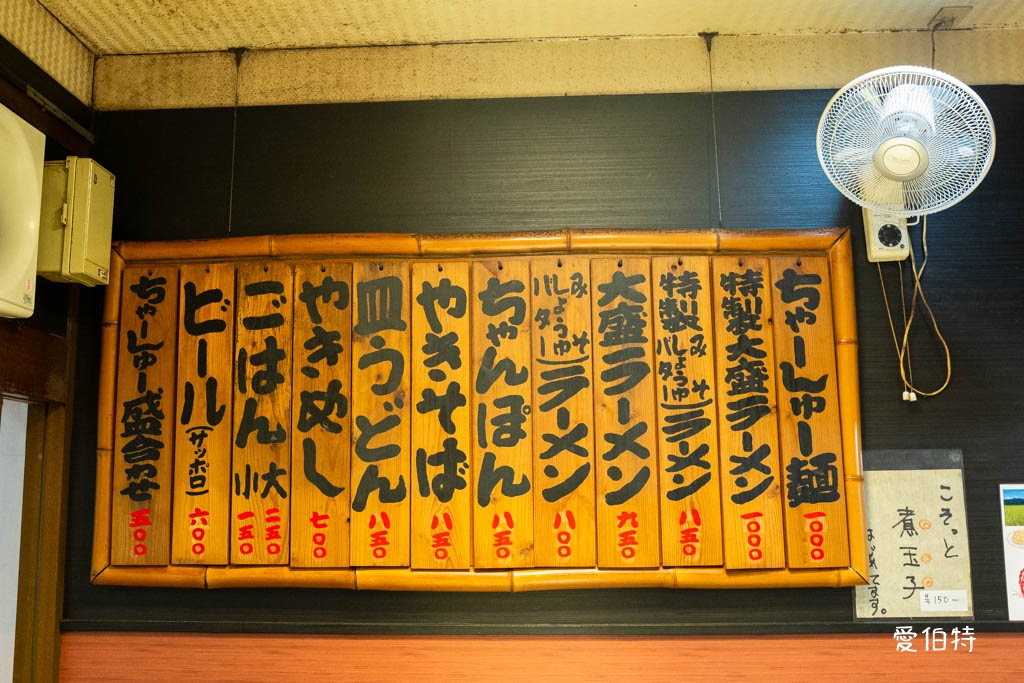 ちゃーしゅー麺 一〇〇〇
特製大盛ラーメン 一〇〇〇
特製(みそ しょうゆ バター)ラーメン 八五〇
大盛ラーメン 九五〇
(みそ しょうゆ バター)ラーメン 八〇〇
ちゃんぽん 八五〇
やきそば 八五〇
皿うどん 八五〇
やきめし 七〇〇
ごはん 大 二五〇 小 一五〇
ビール(サッポロ) 六〇〇
ちゃーしゅー盛合わせ 五〇〇
こそっと
煮玉子
はじめてます。
¥150-
愛伯特